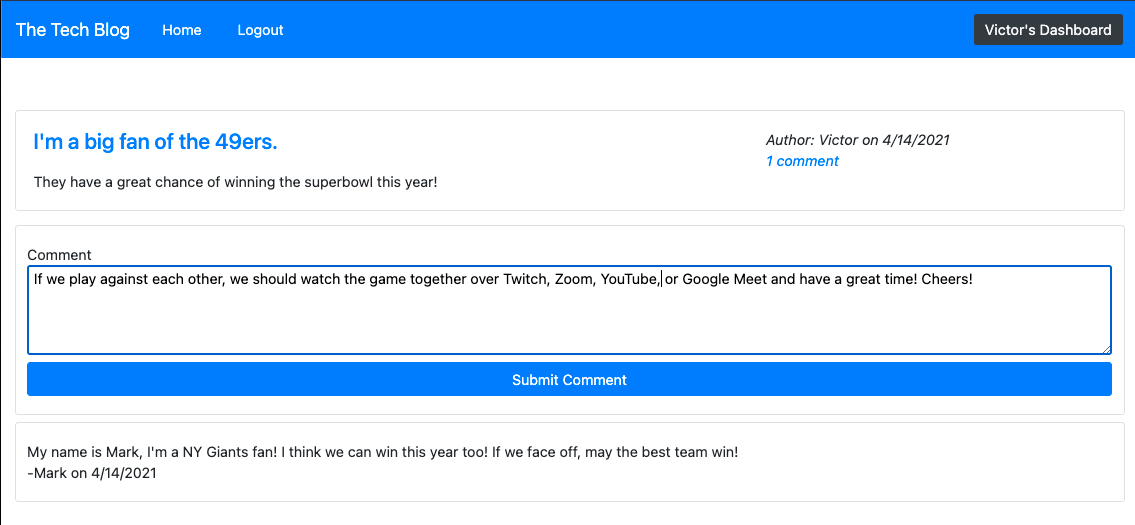 The Tech Blog Home Logout Victor's Dashboard
I'm a big fan of the 49ers.
Author: Victor on 4/14/2021
1 comment
They have a great chance of winning the superbowl this year!
Comment
If we play against each other, we should watch the game together over Twitch, Zoom, YouTube, or Google Meet and have a great time! Cheers!
Submit Comment
My name is Mark, I'm a NY Giants fan! I think we can win this year too! If we face off, may the best team win!
-Mark on 4/14/2021